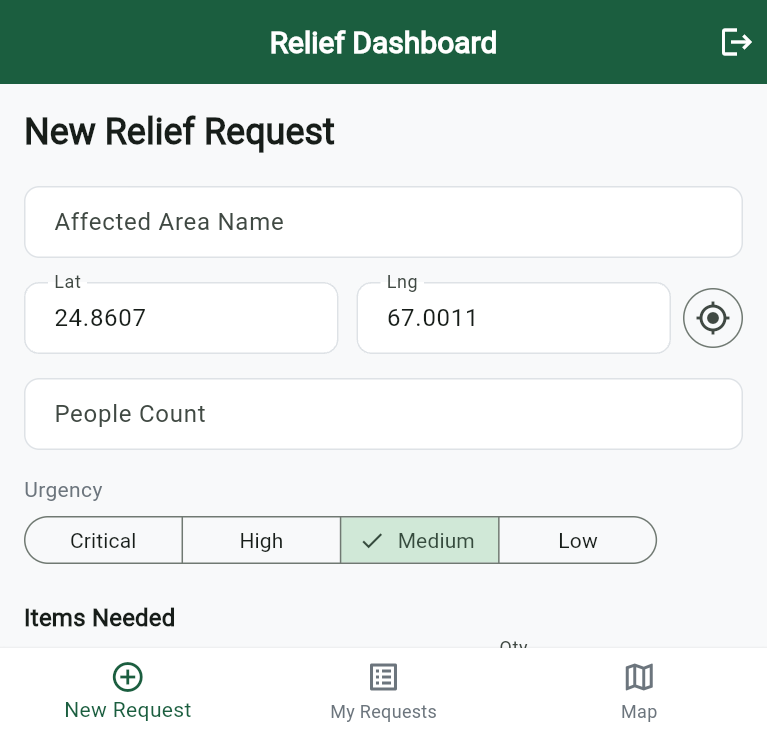 Relief Dashboard
New Relief Request
Affected Area Name
Lat
Lng
24.8607
67.0011
People Count
Urgency
Critical High Medium Low
Items Needed
Qty
New Request My Requests Map